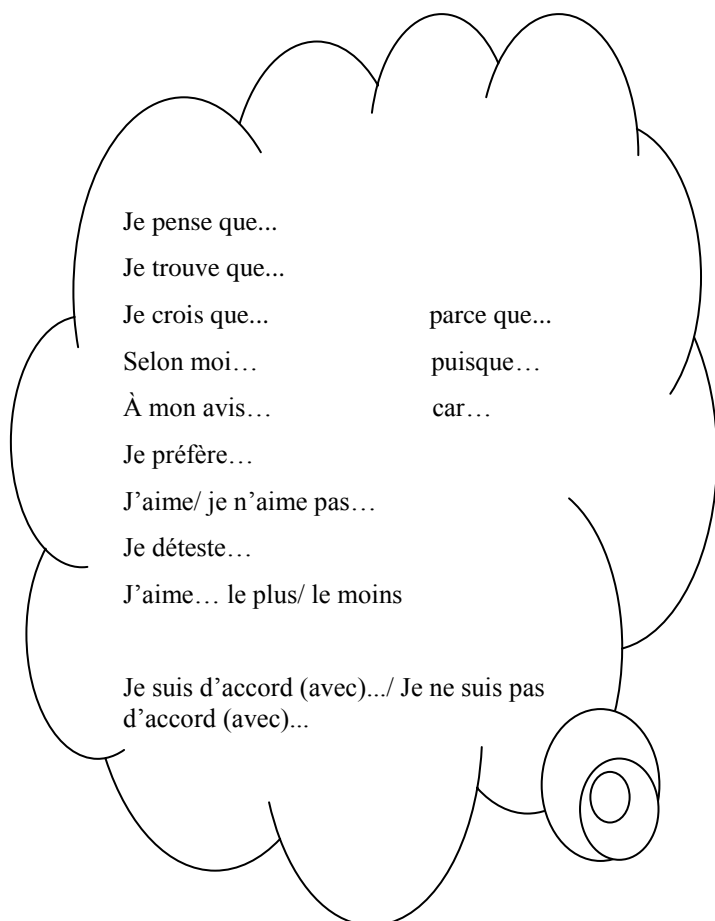 Je pense que...
Je trouve que...
Je crois que... parce que...
Selon moi… puisque…
À mon avis… car…
Je préfère…
J’aime/ je n’aime pas…
Je déteste…
J’aime… le plus/ le moins
Je suis d’accord (avec).../ Je ne suis pas
d’accord (avec)...